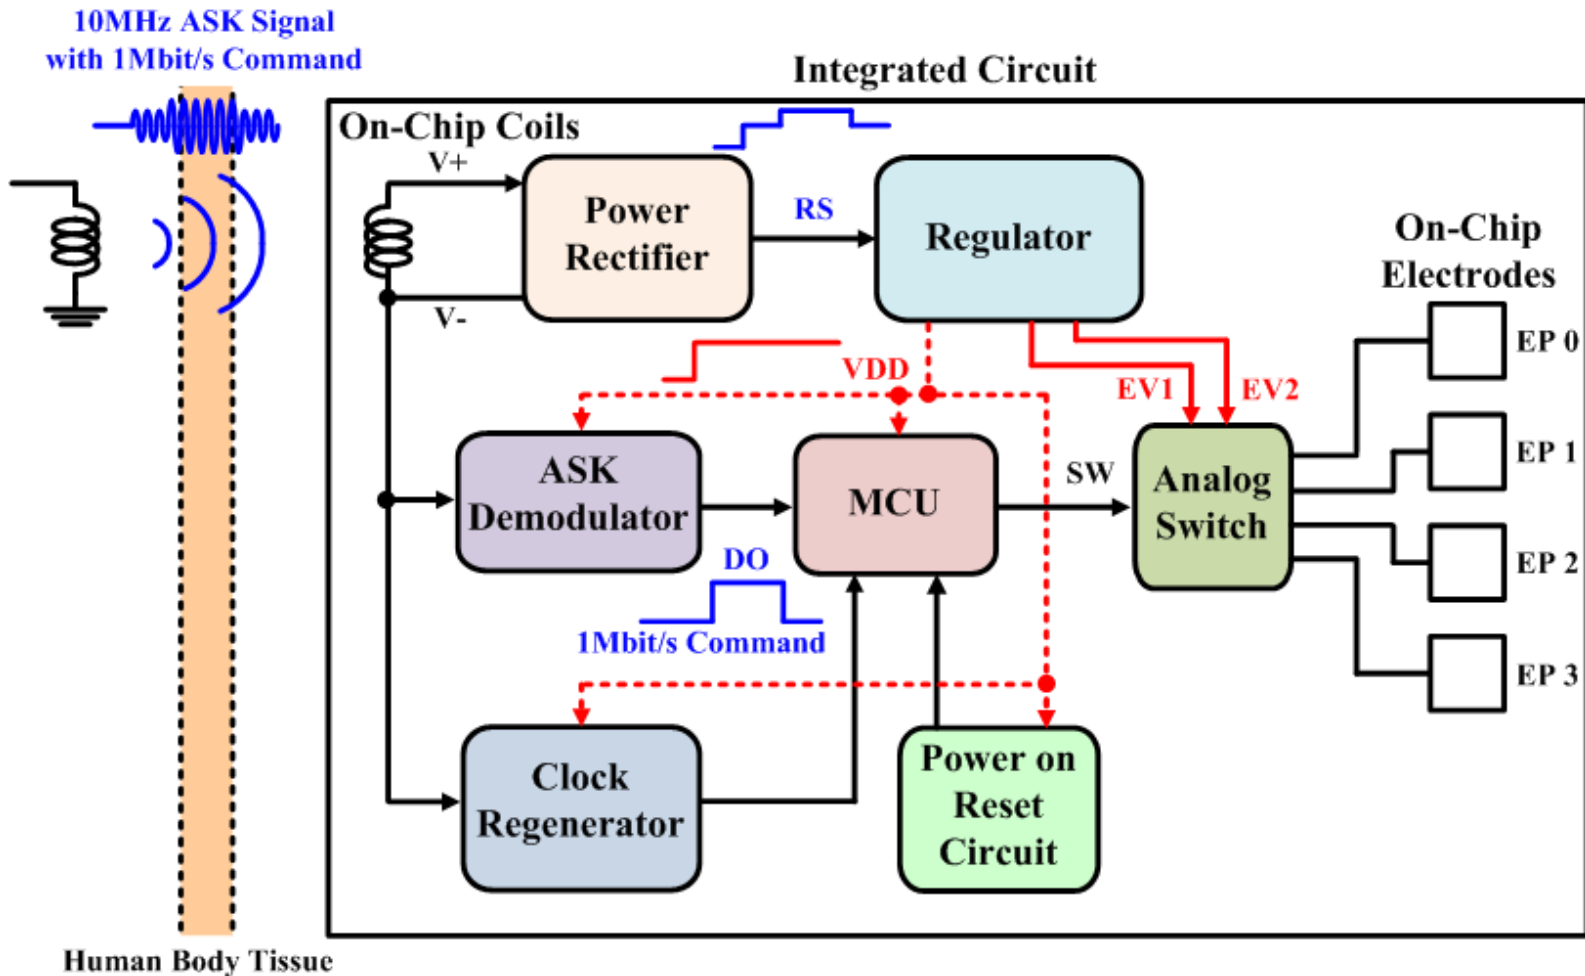 10MHz ASK Signal
with 1Mbit/s Command
Integrated Circuit
On-Chip Coils
V+
Power
Rectifier
RS
Regulator
V-
On-Chip
Electrodes
EP 0
VDD
EV1
EV2
EP 1
ASK
Demodulator
MCU
SW
Analog
Switch
EP 2
DO
1Mbit/s Command
EP 3
Clock
Regenerator
Power on
Reset
Circuit
Human Body Tissue